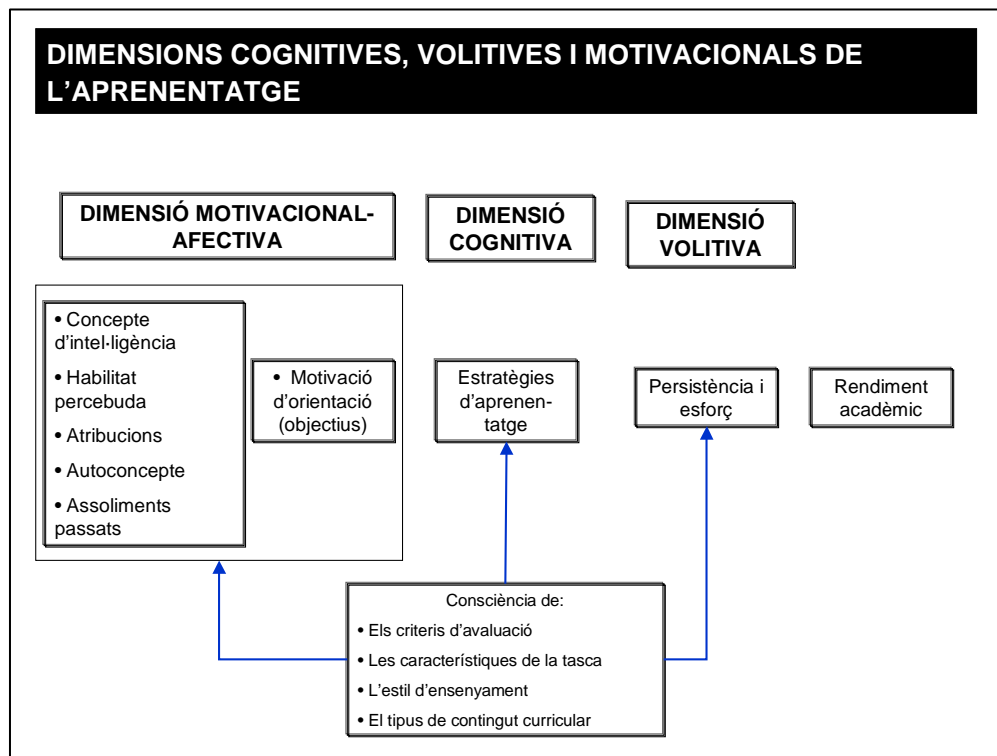 DIMENSIONS COGNITIVES, VOLITIVES I MOTIVACIONALS DE
L’APRENENTATGE
DIMENSIÓ MOTIVACIONAL-
AFECTIVA
DIMENSIÓ
COGNITIVA
DIMENSIÓ
VOLITIVA
• Concepte
d’intel·ligència
• Habilitat
percebuda
• Atribucions
• Autoconcepte
• Assoliments
passats
• Motivació
d’orientació
(objectius)
Estratègies
d’aprenen-
tatge
Persistència i
esforç
Rendiment
acadèmic
Consciència de:
• Els criteris d’avaluació
• Les característiques de la tasca
• L’estil d’ensenyament
• El tipus de contingut curricular